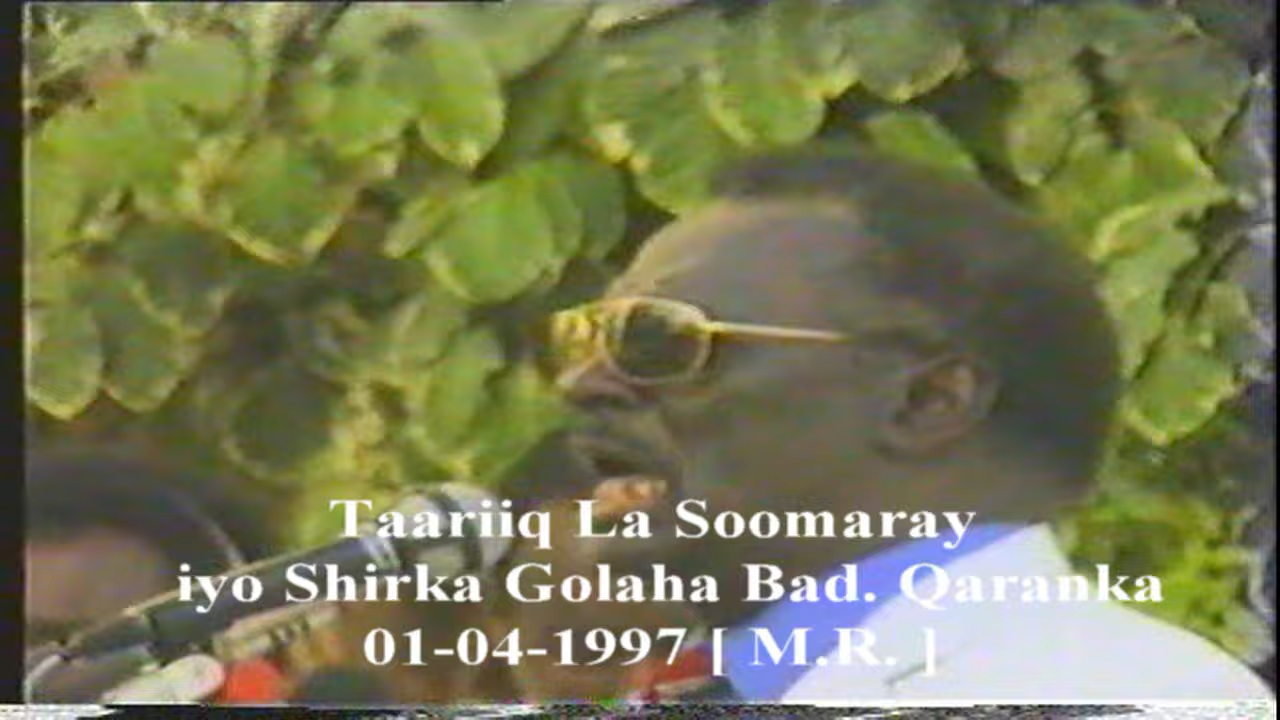 Taariiq La Soomaray
iyo Shirka Golaha Bad. Qaranka
01-04-1997 [ M.R. ]